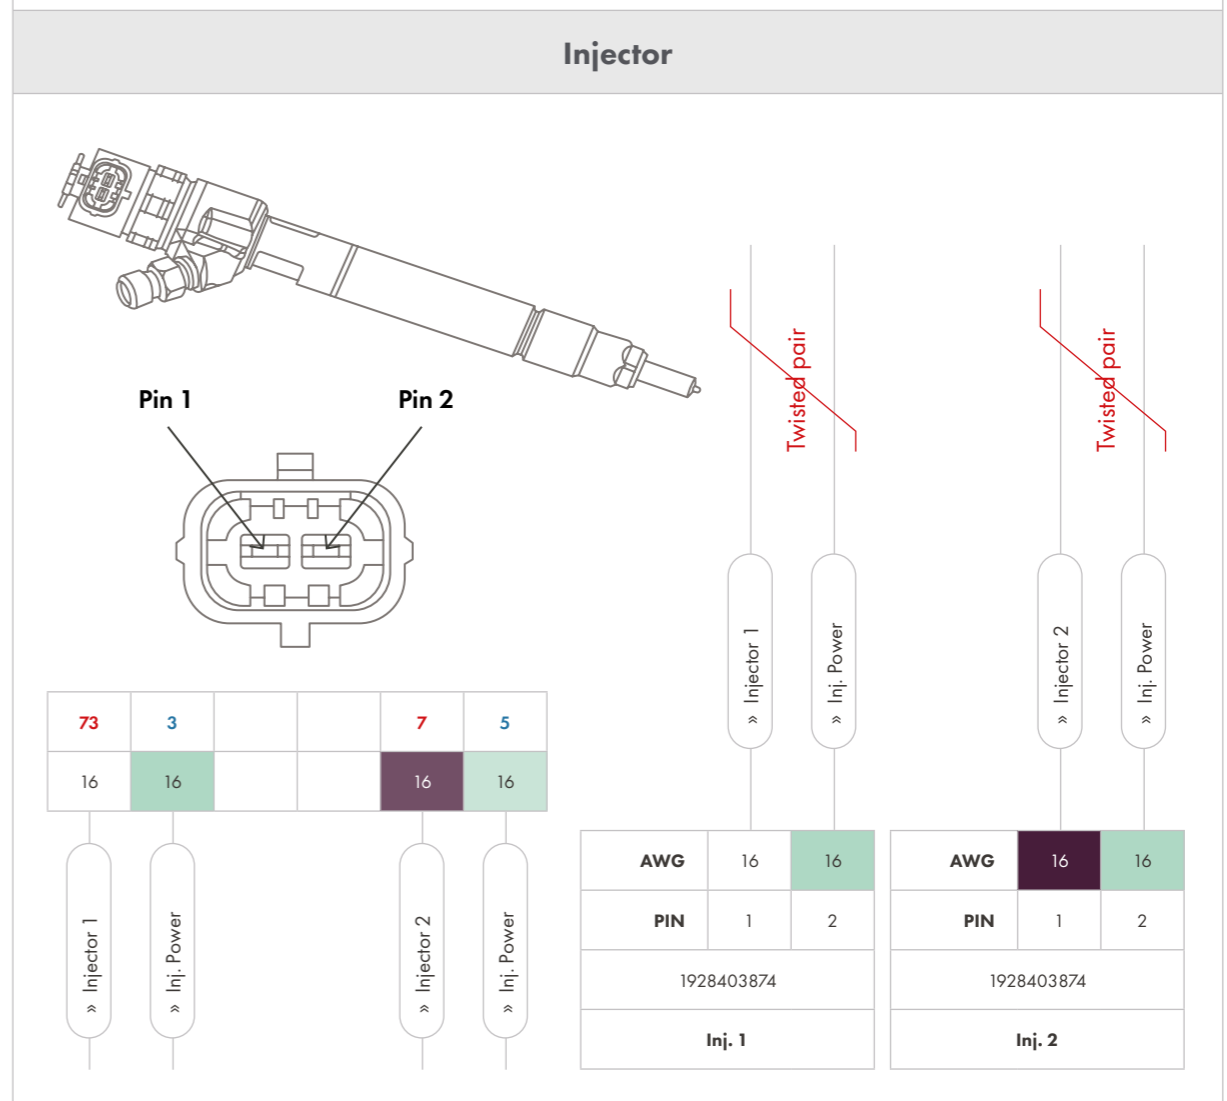 Injector
Pin 1
Pin 2
Twisted pair
Twisted pair
» Injector 1
» Inj. Power
» Injector 2
» Inj. Power
73 3 7 5
16 16 16 16
» Injector 1
» Inj. Power
» Injector 2
» Inj. Power
AWG 16 16
PIN 1 2
1928403874
Inj. 1
AWG 16 16
PIN 1 2
1928403874
Inj. 2